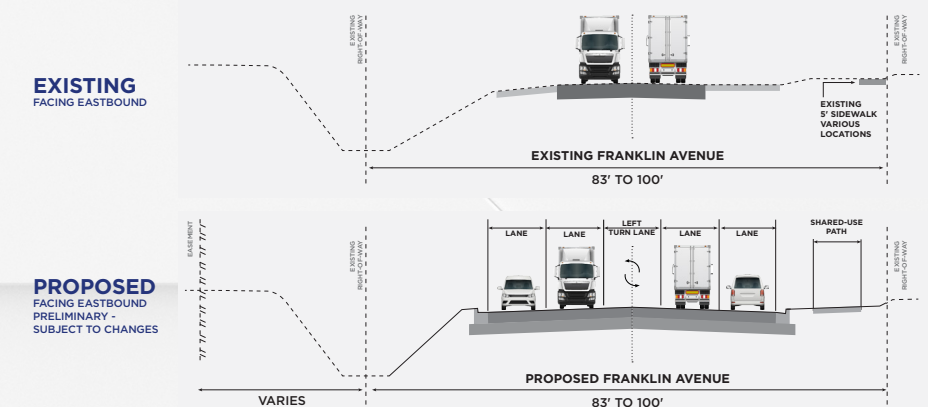 EXISTING
FACING EASTBOUND
EXISTING
RIGHT-OF-WAY
EXISTING
RIGHT-OF-WAY
EXISTING
5' SIDEWALK
VARIOUS
LOCATIONS
EXISTING FRANKLIN AVENUE
83' TO 100'
PROPOSED
FACING EASTBOUND
PRELIMINARY -
SUBJECT TO CHANGES
EASEMENT
EXISTING
RIGHT-OF-WAY
LANE
LANE
LEFT
TURN LANE
LANE
LANE
SHARED-USE
PATH
EXISTING
RIGHT-OF-WAY
PROPOSED FRANKLIN AVENUE
VARIES
83' TO 100'